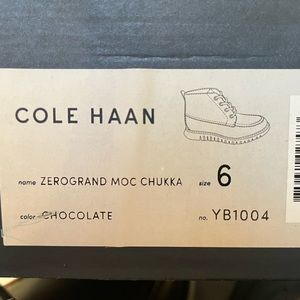 COLE HAAN
name ZEROGRAND MOC CHUKKA size 6
color CHOCOLATE no. YB1004